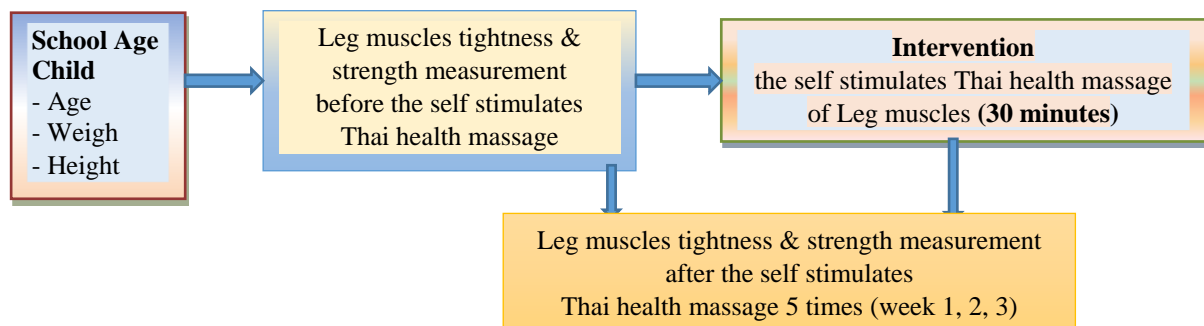 School Age
Child
- Age
- Weigh
- Height
Leg muscles tightness &
strength measurement
before the self stimulates
Thai health massage
Intervention
the self stimulates Thai health massage
of Leg muscles (30 minutes)
Leg muscles tightness & strength measurement
after the self stimulates
Thai health massage 5 times (week 1, 2, 3)